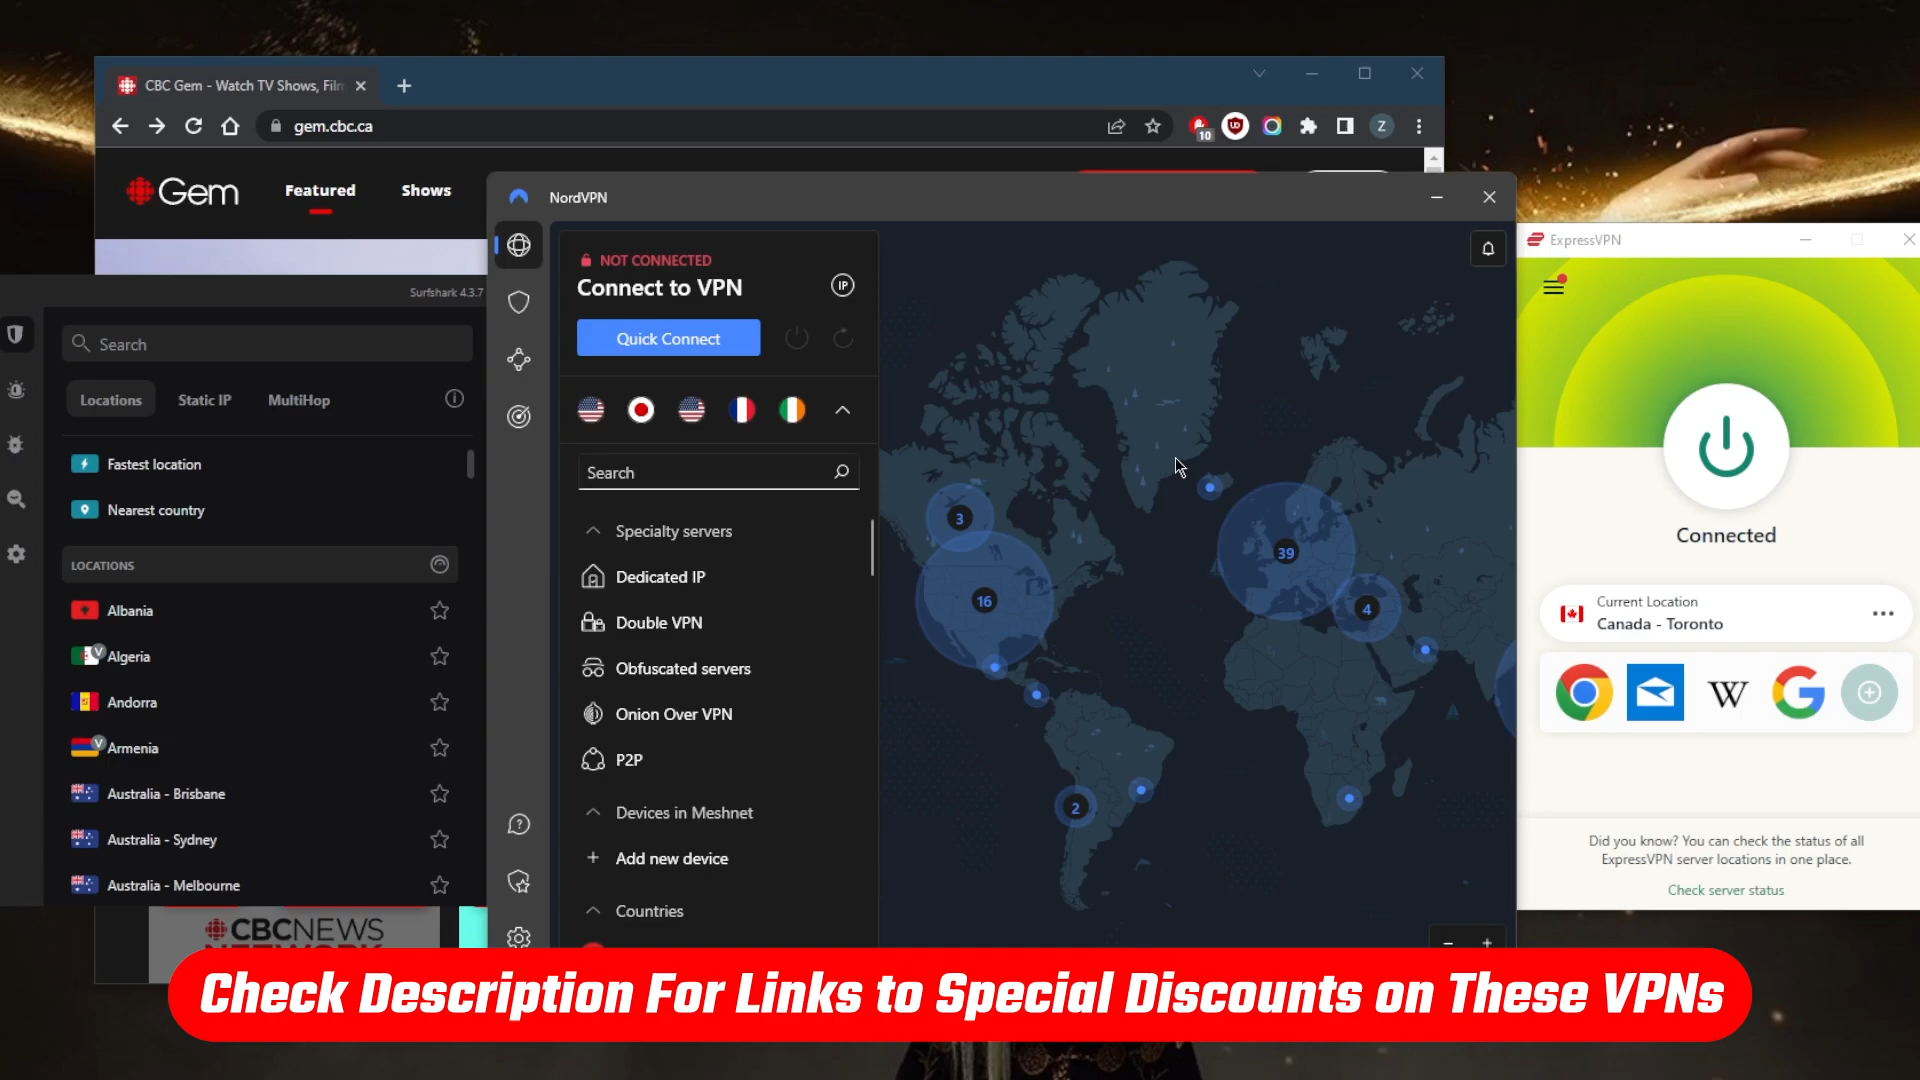 CBC Gem - Watch TV Shows, Film
gem.cbc.ca
10
Z
Gem
Featured
Shows
Surfshark 4.3.7
Search
Locations
Static IP
MultiHop
Fastest location
Nearest country
LOCATIONS
Albania
V
Algeria
Andorra
V
Armenia
Australia - Brisbane
Australia - Sydney
Australia - Melbourne
CBCNEWS
NETWORK
NordVPN
NOT CONNECTED
Connect to VPN
IP
Quick Connect
Search
Specialty servers
Dedicated IP
Double VPN
Obfuscated servers
Onion Over VPN
P2P
Devices in Meshnet
Add new device
Countries
3
16
39
4
2
ExpressVPN
Connected
Current Location
Canada - Toronto
W
G
Did you know? You can check the status of all
ExpressVPN server locations in one place.
Check server status
Check Description For Links to Special Discounts on These VPNs